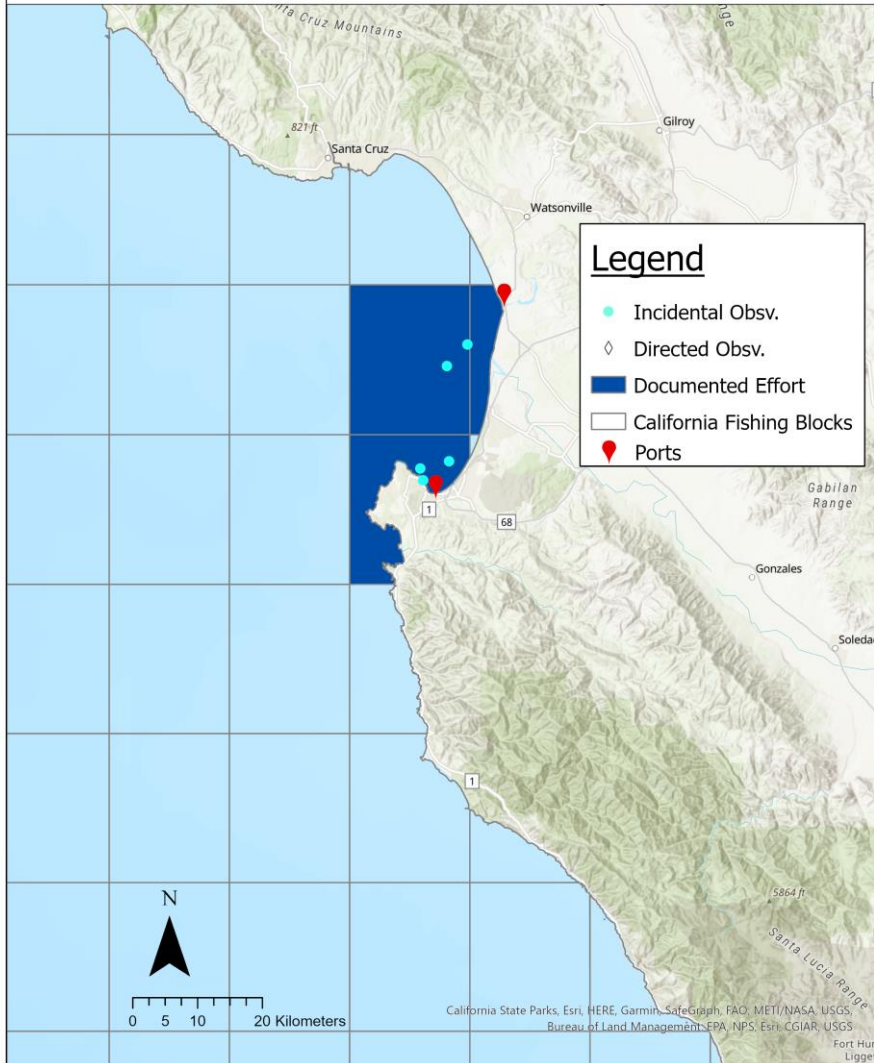 Santa Cruz Mountains
Range
821 ft
Gilroy
Santa Cruz
Watsonville
Legend
Incidental Obsv.
Directed Obsv.
Documented Effort
California Fishing Blocks
Ports
Gabilan
Range
1
68
Gonzales
Soledad
1
5864 ft
N
Santa Lucia Range
0 5 10 20 Kilometers
California State Parks, Esri, HERE, Garmin, SafeGraph, FAO, METI/NASA, USGS,
Bureau of Land Management, EPA, NPS, Esri, CGIAR, USGS
Fort Hun
Ligge